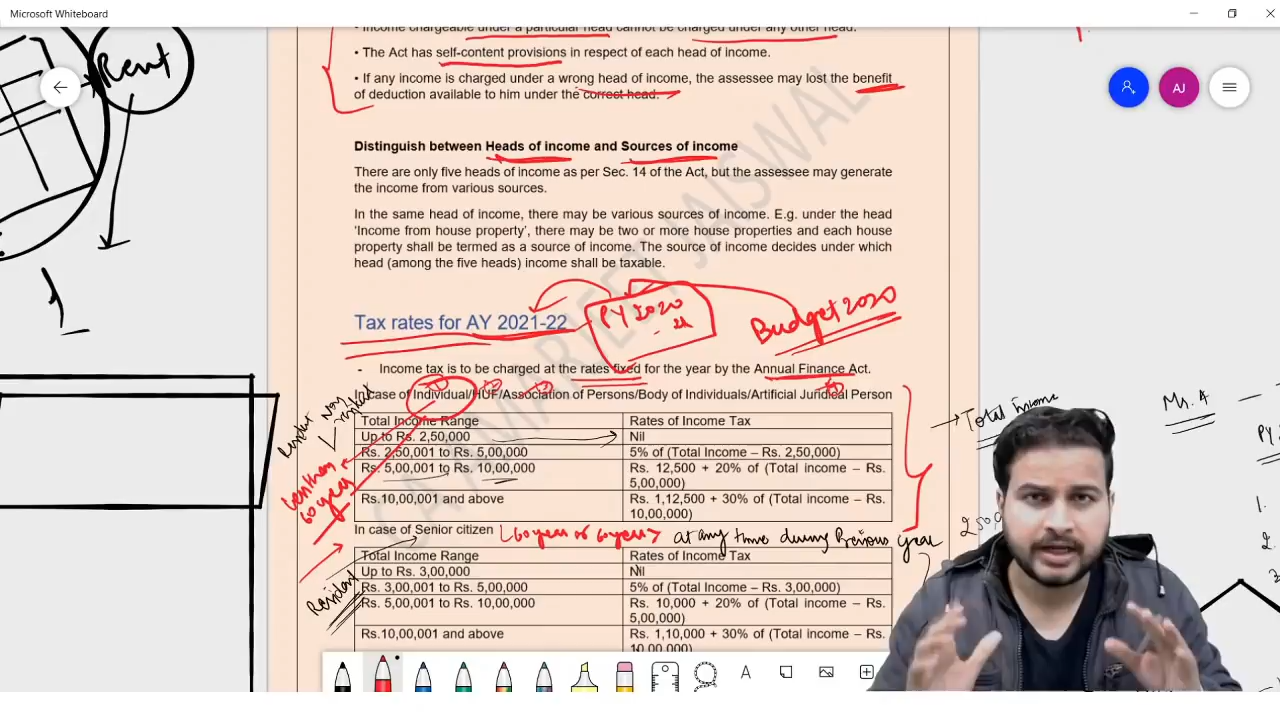 Microsoft Whiteboard
Rent
1
AJ
• Income chargeable under a particular head cannot be charged under any other head.
• The Act has self-content provisions in respect of each head of income.
• If any income is charged under a wrong head of income, the assessee may lost the benefit
of deduction available to him under the correct head.
Distinguish between Heads of income and Sources of income
There are only five heads of income as per Sec. 14 of the Act, but the assessee may generate
the income from various sources.
In the same head of income, there may be various sources of income. E.g. under the head
'Income from house property', there may be two or more house properties and each house
property shall be termed as a source of income. The source of income decides under which
head (among the five heads) income shall be taxable.
PY 2020
- 21
Budget 2020
Tax rates for AY 2021-22
- Income tax is to be charged at the rates fixed for the year by the Annual Finance Act.
In case of Individual/HUF/Association of Persons/Body of Individuals/Artificial Juridical Person
Total Income Range Rates of Income Tax
Up to Rs. 2,50,000 Nil
Rs. 2,50,001 to Rs. 5,00,000 5% of (Total Income – Rs. 2,50,000)
Rs. 5,00,001 to Rs. 10,00,000 Rs. 12,500 + 20% of (Total income – Rs.
5,00,000)
Rs.10,00,001 and above Rs. 1,12,500 + 30% of (Total income – Rs.
10,00,000)
less than
60 years
In case of Senior citizen 60 years or 60 years > at any time during Previous year
Total Income Range Rates of Income Tax
Up to Rs. 3,00,000 Nil
Rs. 3,00,001 to Rs. 5,00,000 5% of (Total Income – Rs. 3,00,000)
Rs. 5,00,001 to Rs. 10,00,000 Rs. 10,000 + 20% of (Total income – Rs.
5,00,000)
Rs.10,00,001 and above Rs. 1,10,000 + 30% of (Total income – Rs.
10,00,000)
Resident
Total income
Mr. A
PY
1.
2.
CA MAREET JAISWAL